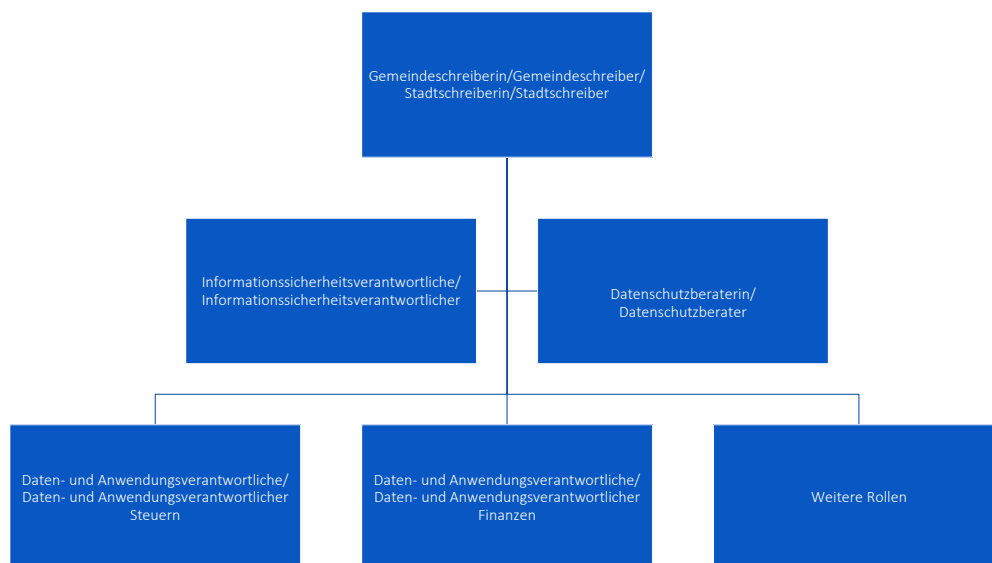 Gemeindeschreiberin/Gemeindeschreiber/
Stadtschreiberin/Stadtschreiber
Informationssicherheitsverantwortliche/
Informationssicherheitsverantwortlicher
Datenschutzberaterin/
Datenschutzberater
Daten- und Anwendungsverantwortliche/
Daten- und Anwendungsverantwortlicher
Steuern
Daten- und Anwendungsverantwortliche/
Daten- und Anwendungsverantwortlicher
Finanzen
Weitere Rollen